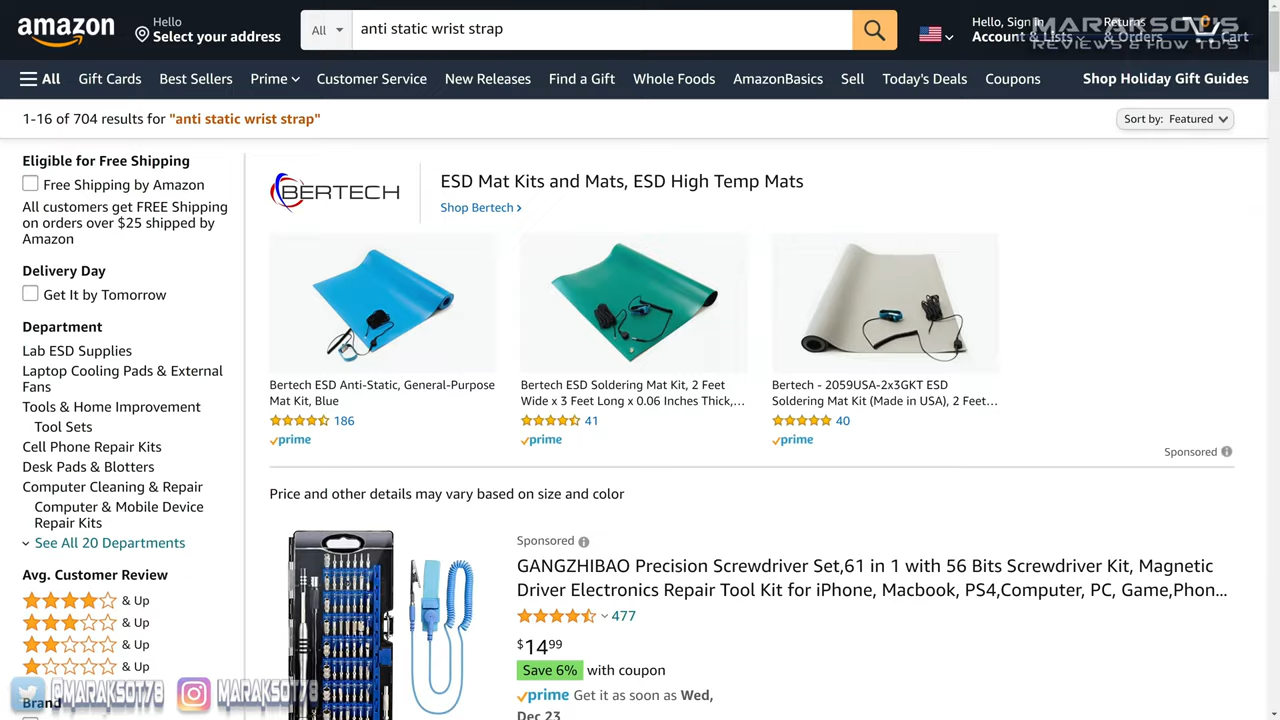 amazon
Hello
Select your address
All
anti static wrist strap
Hello, Sign in
Account & Lists
Returns
& Orders
0
Cart
MARAKSOT'S
REVIEWS & HOW TO'S
All
Gift Cards
Best Sellers
Prime
Customer Service
New Releases
Find a Gift
Whole Foods
AmazonBasics
Sell
Today's Deals
Coupons
Shop Holiday Gift Guides
1-16 of 704 results for "anti static wrist strap"
Sort by: Featured
Eligible for Free Shipping
Free Shipping by Amazon
All customers get FREE Shipping
on orders over $25 shipped by
Amazon
Delivery Day
Get It by Tomorrow
Department
Lab ESD Supplies
Laptop Cooling Pads & External
Fans
Tools & Home Improvement
Tool Sets
Cell Phone Repair Kits
Desk Pads & Blotters
Computer Cleaning & Repair
Computer & Mobile Device
Repair Kits
See All 20 Departments
Avg. Customer Review
& Up
& Up
& Up
& Up
Brand
@MARAKSOT78
MARAKSOT78
BERTECH
ESD Mat Kits and Mats, ESD High Temp Mats
Shop Bertech
Bertech ESD Anti-Static, General-Purpose
Mat Kit, Blue
186
prime
Bertech ESD Soldering Mat Kit, 2 Feet
Wide x 3 Feet Long x 0.06 Inches Thick,...
41
prime
Bertech - 2059USA-2x3GKT ESD
Soldering Mat Kit (Made in USA), 2 Feet...
40
prime
Sponsored
Price and other details may vary based on size and color
Sponsored
GANGZHIBAO Precision Screwdriver Set,61 in 1 with 56 Bits Screwdriver Kit, Magnetic
Driver Electronics Repair Tool Kit for iPhone, Macbook, PS4,Computer, PC, Game,Phon...
477
$1499
Save 6% with coupon
prime Get it as soon as Wed,
Dec 23